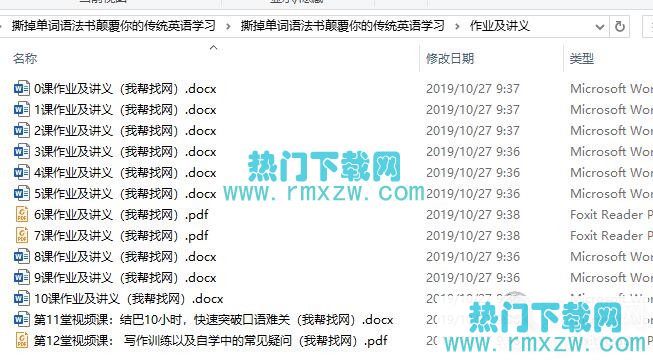 撕掉单词语法书颠覆你的传统英语学习 > 撕掉单词语法书颠覆你的传统英语学习 > 作业及讲义
名称 修改日期 类型
0课作业及讲义（我帮找网）.docx 2019/10/27 9:37 Microsoft Wor
1课作业及讲义（我帮找网）.docx 2019/10/27 9:37 Microsoft Wor
2课作业及讲义（我帮找网）.docx 2019/10/27 9:37 Microsoft Wor
3课作业及讲义（我帮找网）.docx 2019/10/27 9:36 Microsoft Wor
4课作业及讲义（我帮找网）.docx 2019/10/27 9:36 Microsoft Wor
5课作业及讲义（我帮找网）.docx 2019/10/27 9:36 Microsoft Wor
热门下载网
www.rmxzw.com
6课作业及讲义（我帮找网）.pdf 2019/10/27 9:38 Foxit Reader P
7课作业及讲义（我帮找网）.pdf 2019/10/27 9:38 Foxit Reader P
8课作业及讲义（我帮找网）.docx 2019/10/27 9:36 Microsoft Wor
9课作业及讲义（我帮找网）.docx 2019/10/27 9:36 Microsoft Wor
10课作业及讲义（我帮找网）.docx
第11堂视频课：结巴10小时，快速突破口语难关（我帮找网）.docx
第12堂视频课： 写作训练以及自学中的常见疑问（我帮找网）.pdf
热门下载网
www.rmxzw.com